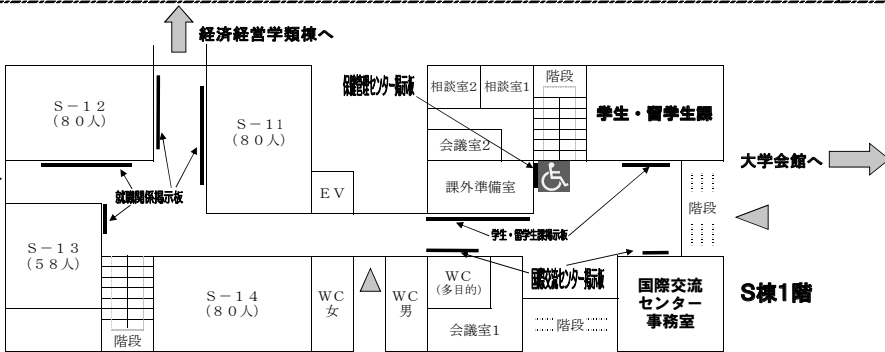 経済経営学類棟へ
S－12
(80人)
S－11
(80人)
保健管理センター掲示板
相談室2
相談室1
階段
学生・留学生課
会議室2
大学会館へ
課外準備室
EV
就職関係掲示板
階段
学生・留学生課掲示板
S－13
(58人)
S－14
(80人)
WC
女
WC
男
WC
(多目的)
国際交流センター掲示板
国際交流
センター
事務室
S棟1階
会議室1
階段
階段